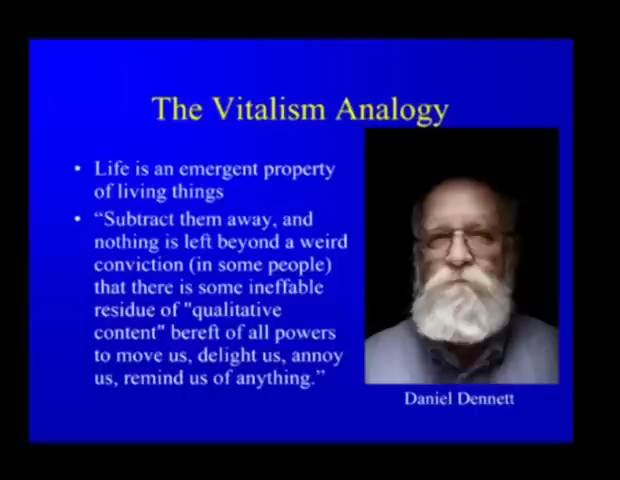 The Vitalism Analogy
• Life is an emergent property
of living things
• “Subtract them away, and
nothing is left beyond a weird
conviction (in some people)
that there is some ineffable
residue of "qualitative
content" bereft of all powers
to move us, delight us, annoy
us, remind us of anything.”
Daniel Dennett